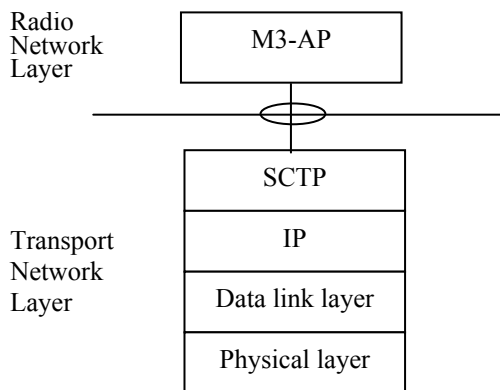 Radio
Network
Layer
M3-AP
SCTP
IP
Transport
Network
Layer
Data link layer
Physical layer